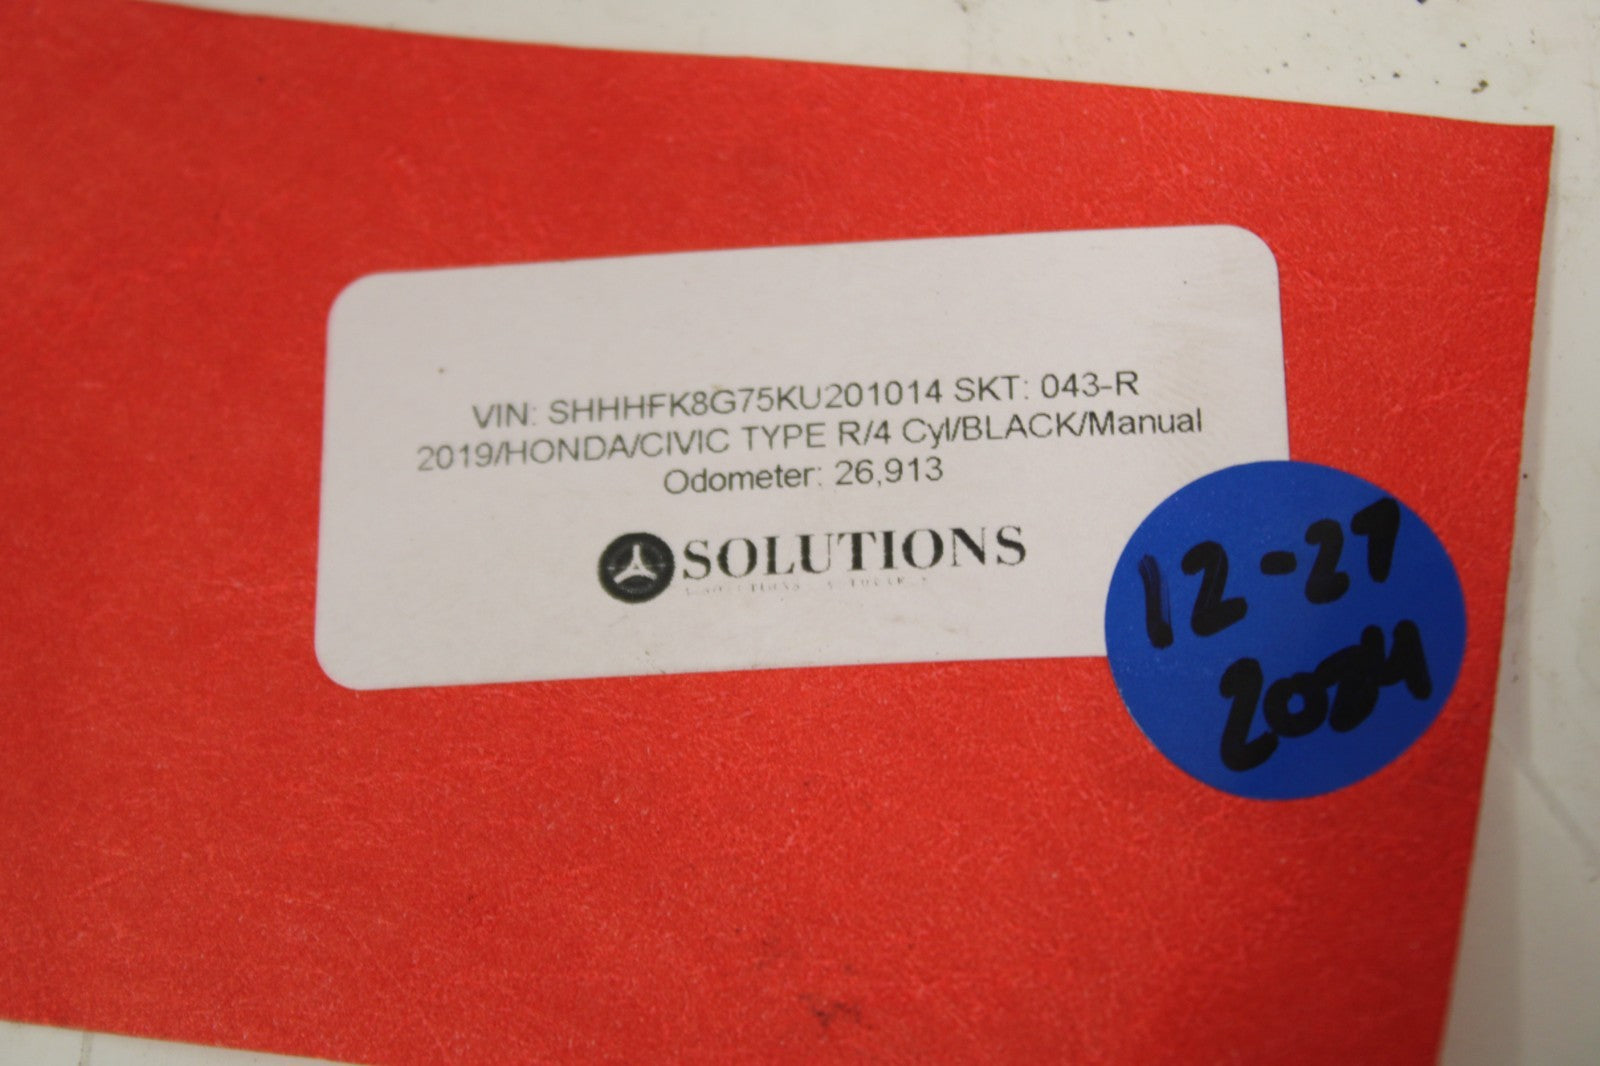 VIN: SHHHFK8G75KU201014 SKT: 043-R
2019/HONDA/CIVIC TYPE R/4 Cyl/BLACK/Manual
Odometer: 26,913
SOLUTIONS
12-27
2024